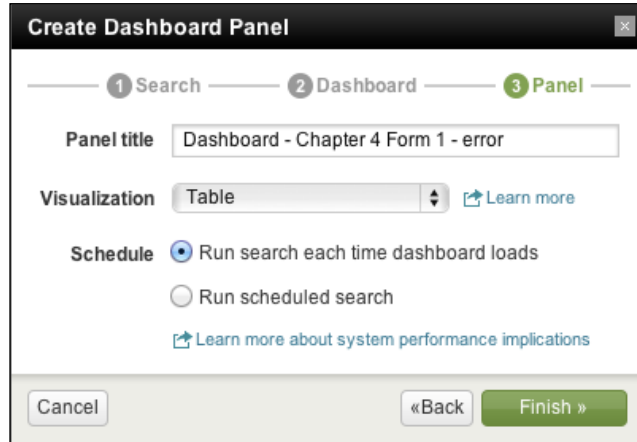 Create Dashboard Panel ×
1 Search 2 Dashboard 3 Panel
Panel title Dashboard - Chapter 4 Form 1 - error
Visualization Table Learn more
Schedule Run search each time dashboard loads
Run scheduled search
Learn more about system performance implications
Cancel «Back Finish »